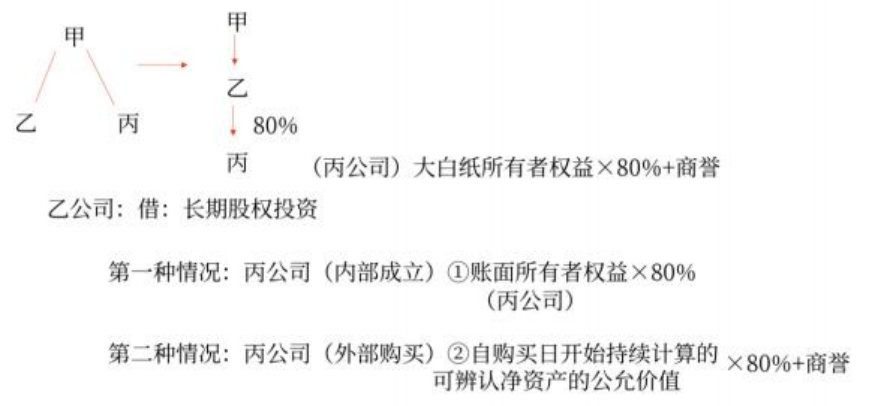 甲
乙
丙
甲
乙
80%
丙
（丙公司）大白纸所有者权益×80%+商誉
乙公司：借：长期股权投资
第一种情况：丙公司（内部成立）①账面所有者权益×80%
（丙公司）
第二种情况：丙公司（外部购买）②自购买日开始持续计算的
可辨认净资产的公允价值
×80%+商誉